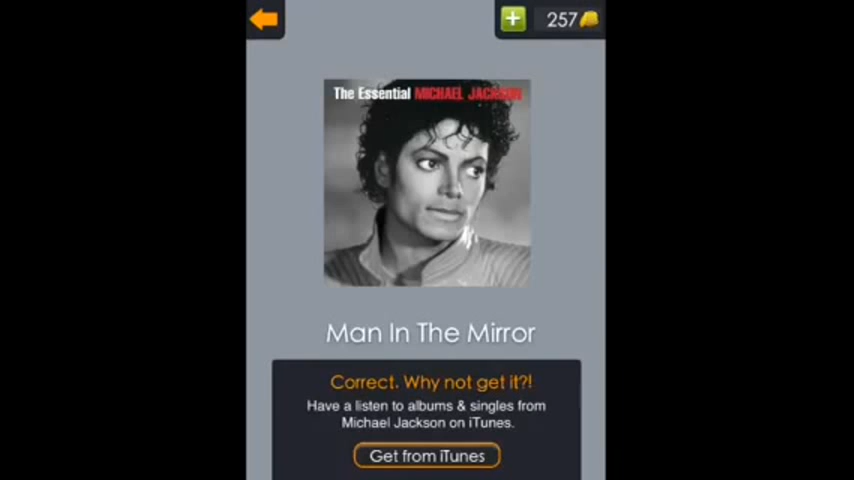 257
The Essential MICHAEL JACKSON
Man In The Mirror
Correct. Why not get it?!
Have a listen to albums & singles from
Michael Jackson on iTunes.
Get from iTunes